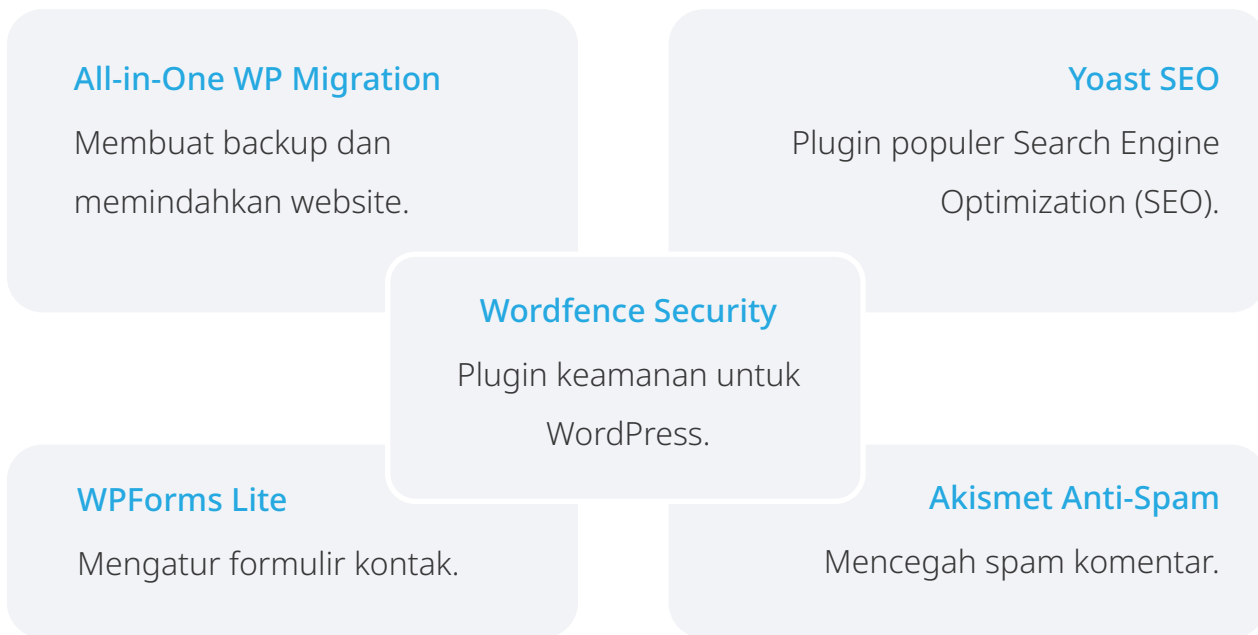 All-in-One WP Migration
Membuat backup dan
memindahkan website.
Yoast SEO
Plugin populer Search Engine
Optimization (SEO).
Wordfence Security
Plugin keamanan untuk
WordPress.
WPForms Lite
Mengatur formulir kontak.
Akismet Anti-Spam
Mencegah spam komentar.